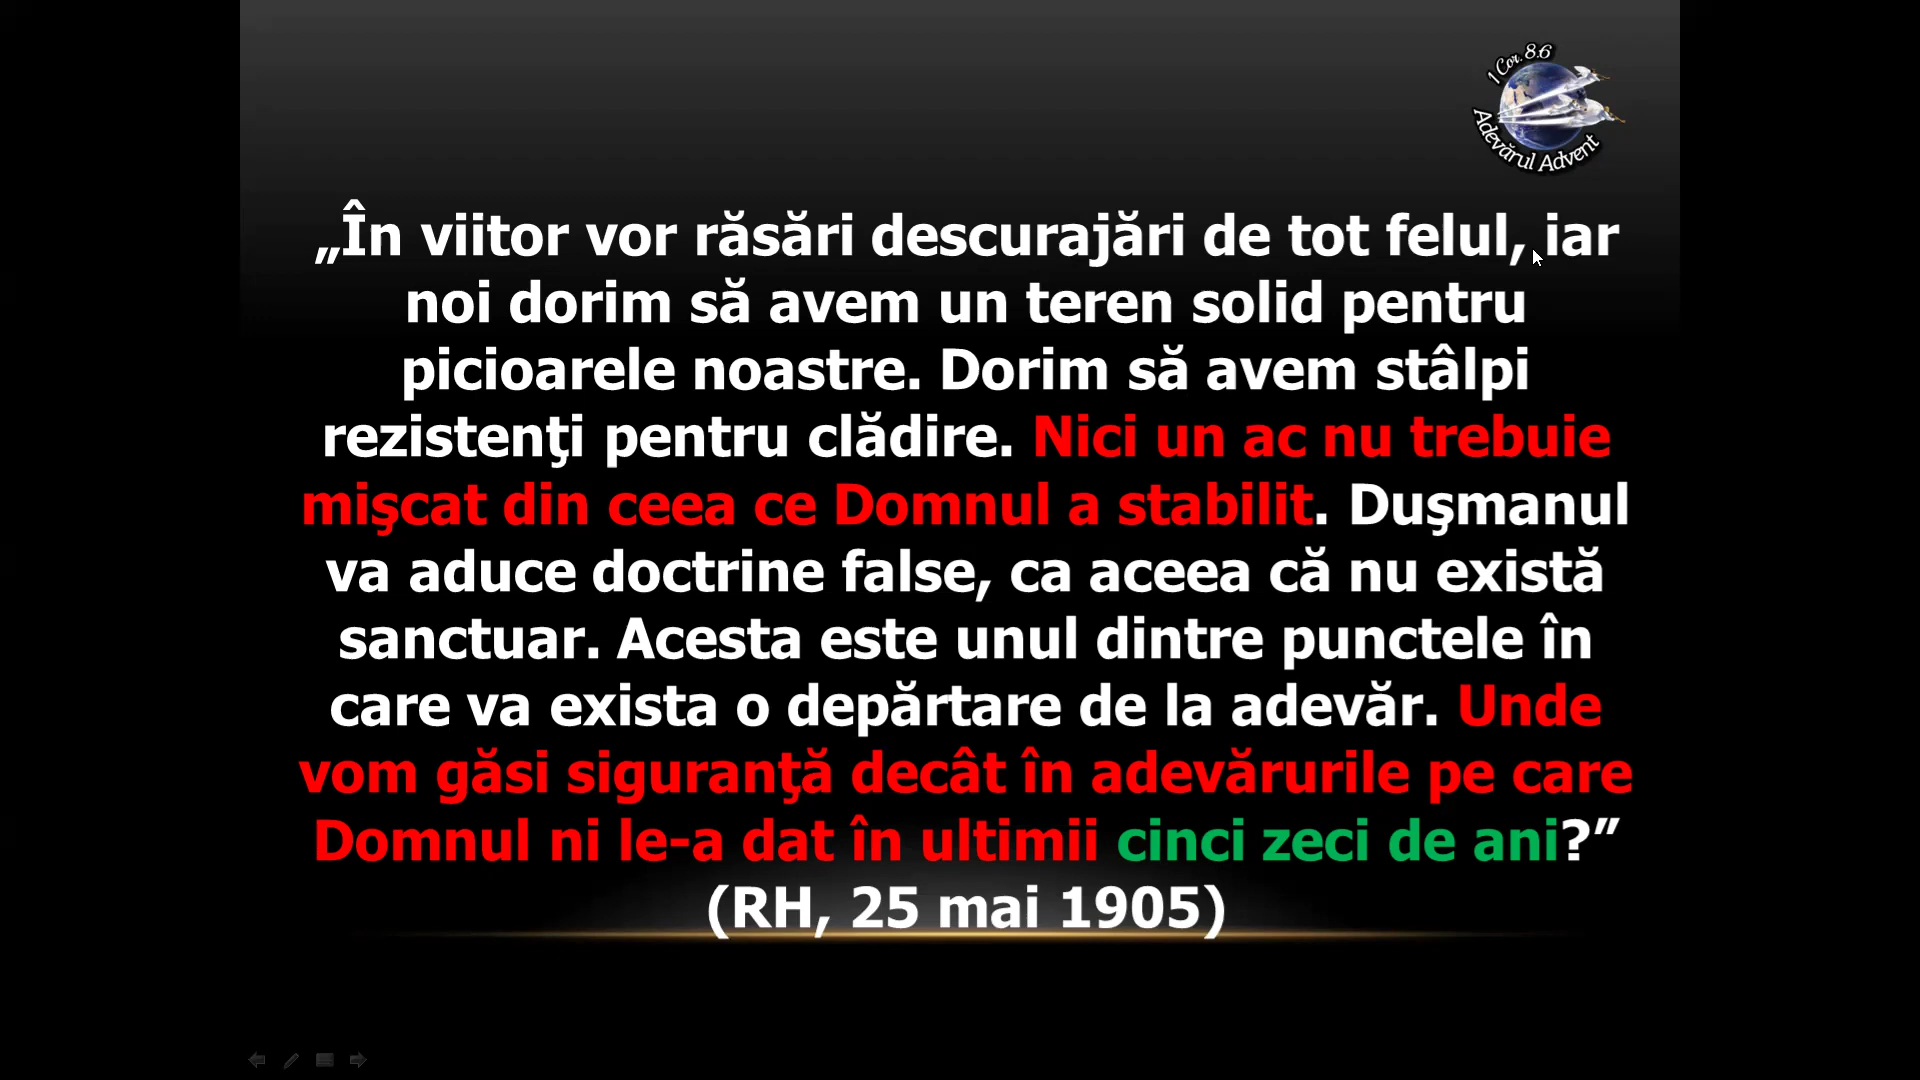 1 Cor. 8:6
Adevărul Advent
„În viitor vor răsări descurajări de tot felul, iar
noi dorim să avem un teren solid pentru
picioarele noastre. Dorim să avem stâlpi
rezistenţi pentru clădire. Nici un ac nu trebuie
mişcat din ceea ce Domnul a stabilit. Duşmanul
va aduce doctrine false, ca aceea că nu există
sanctuar. Acesta este unul dintre punctele în
care va exista o depărtare de la adevăr. Unde
vom găsi siguranţă decât în adevărurile pe care
Domnul ni le-a dat în ultimii cinci zeci de ani?”
(RH, 25 mai 1905)